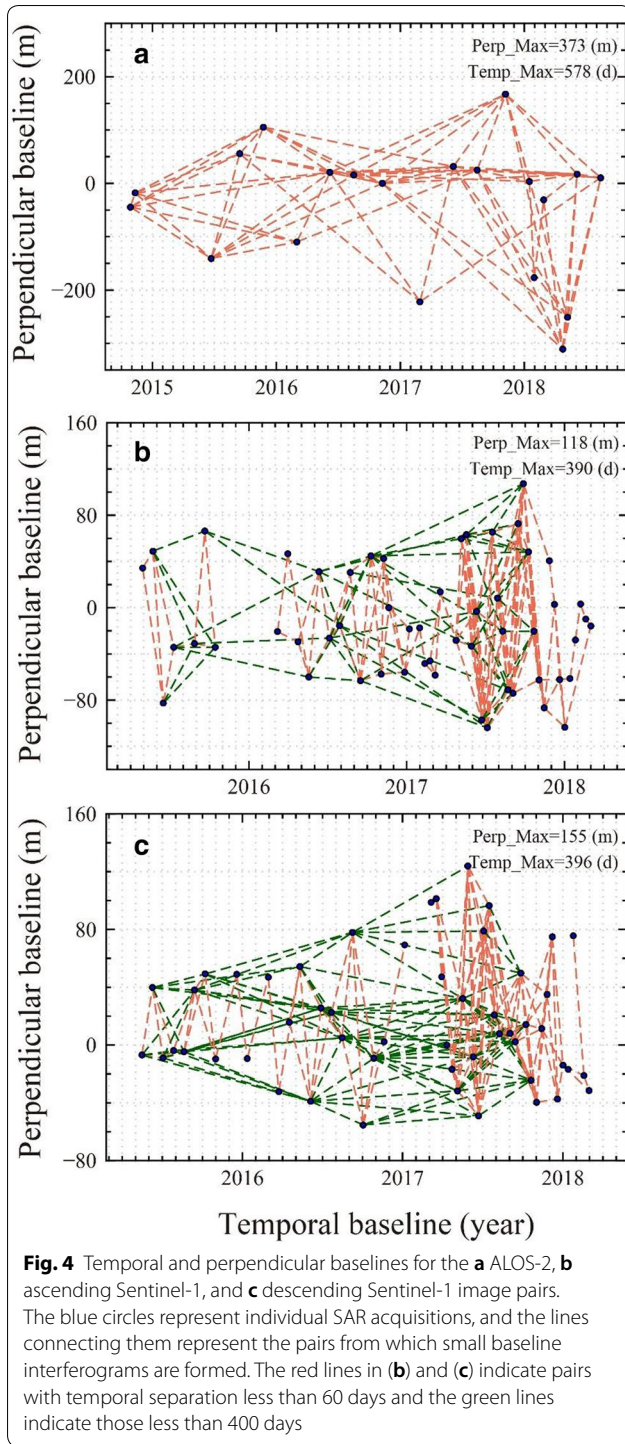 a
Perp_Max=373 (m)
Temp_Max=578 (d)
Perpendicular baseline (m)
200
0
−200
2015 2016 2017 2018
b
Perp_Max=118 (m)
Temp_Max=390 (d)
Perpendicular baseline (m)
160
80
0
−80
2016 2017 2018
c
Perp_Max=155 (m)
Temp_Max=396 (d)
Perpendicular baseline (m)
160
80
0
−80
2016 2017 2018
Temporal baseline (year)
Fig. 4 Temporal and perpendicular baselines for the a ALOS-2, b
ascending Sentinel-1, and c descending Sentinel-1 image pairs.
The blue circles represent individual SAR acquisitions, and the lines
connecting them represent the pairs from which small baseline
interferograms are formed. The red lines in (b) and (c) indicate pairs
with temporal separation less than 60 days and the green lines
indicate those less than 400 days